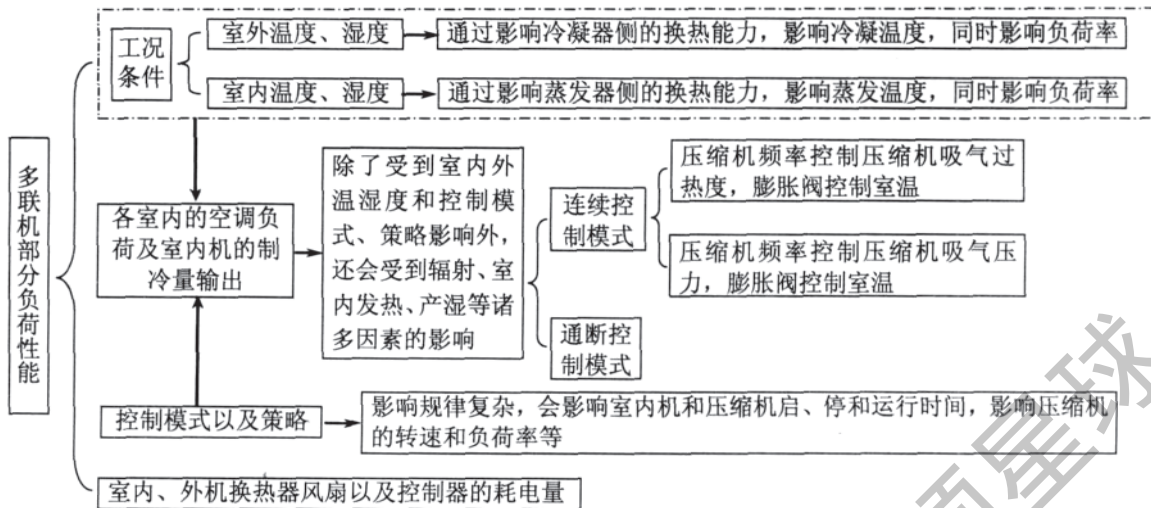 工况
条件
室外温度、湿度
通过影响冷凝器侧的换热能力，影响冷凝温度，同时影响负荷率
室内温度、湿度
通过影响蒸发器侧的换热能力，影响蒸发温度，同时影响负荷率
多联机部分负荷性能
各室内的空调负
荷及室内机的制
冷量输出
除了受到室内外
温湿度和控制模
式、策略影响外，
还会受到辐射、室
内发热、产湿等诸
多因素的影响
连续控
制模式
压缩机频率控制压缩机吸气过
热度，膨胀阀控制室温
压缩机频率控制压缩机吸气压
力，膨胀阀控制室温
通断控
制模式
控制模式以及策略
影响规律复杂，会影响室内机和压缩机启、停和运行时间，影响压缩机
的转速和负荷率等
室内、外机换热器风扇以及控制器的耗电量
星球